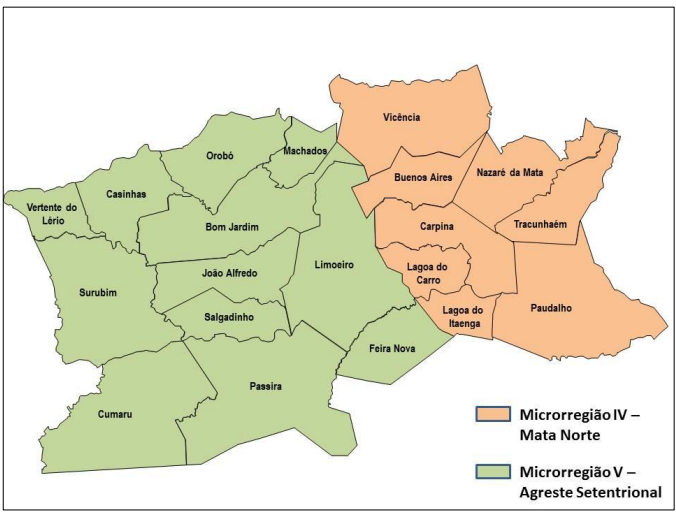 Vicência
Machados
Orobó
Nazaré da Mata
Buenos Aires
Casinhas
Vertente do
Lério
Bom Jardim
Carpina
Tracunhaém
João Alfredo
Limoeiro
Lagoa do
Carro
Surubim
Salgadinho
Lagoa do
Itaenga
Paudalho
Feira Nova
Passira
Cumaru
Microrregião IV –
Mata Norte
Microrregião V –
Agreste Setentrional